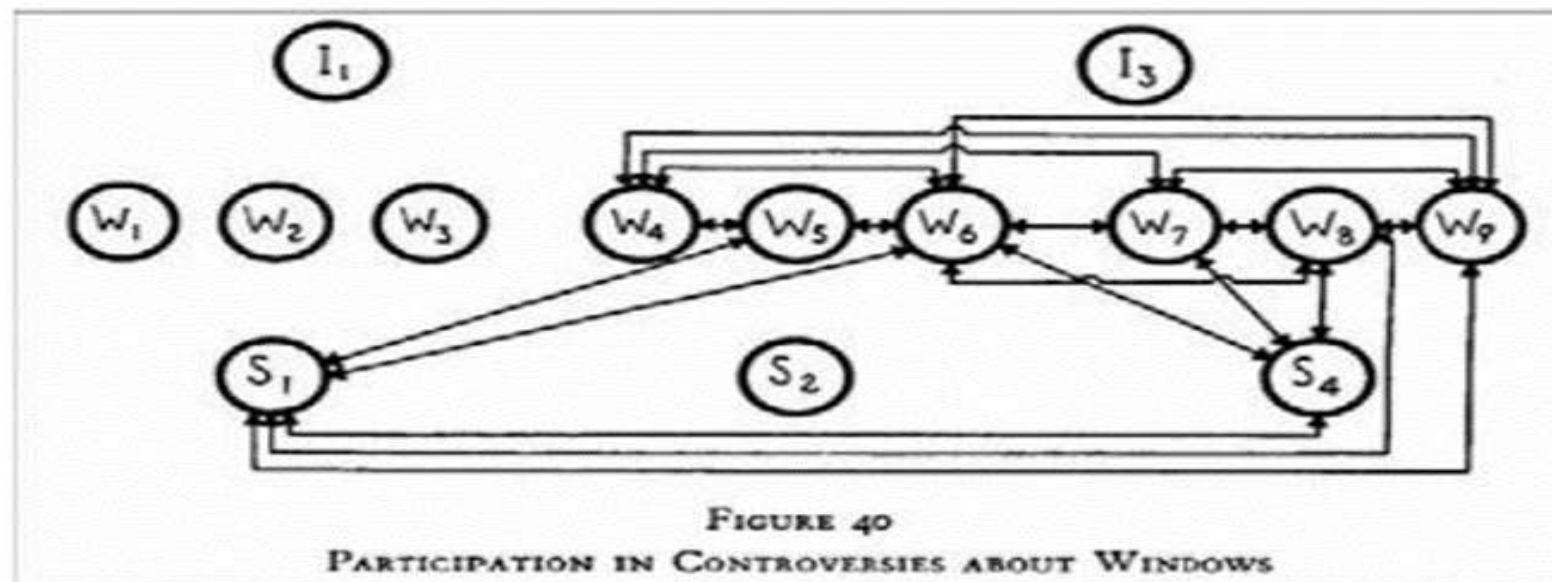 I₁ I₃
W₁ W₂ W₃ W₄ W₅ W₆ W₇ W₈ W₉
S₁ S₂ S₄
FIGURE 40
PARTICIPATION IN CONTROVERSIES ABOUT WINDOWS